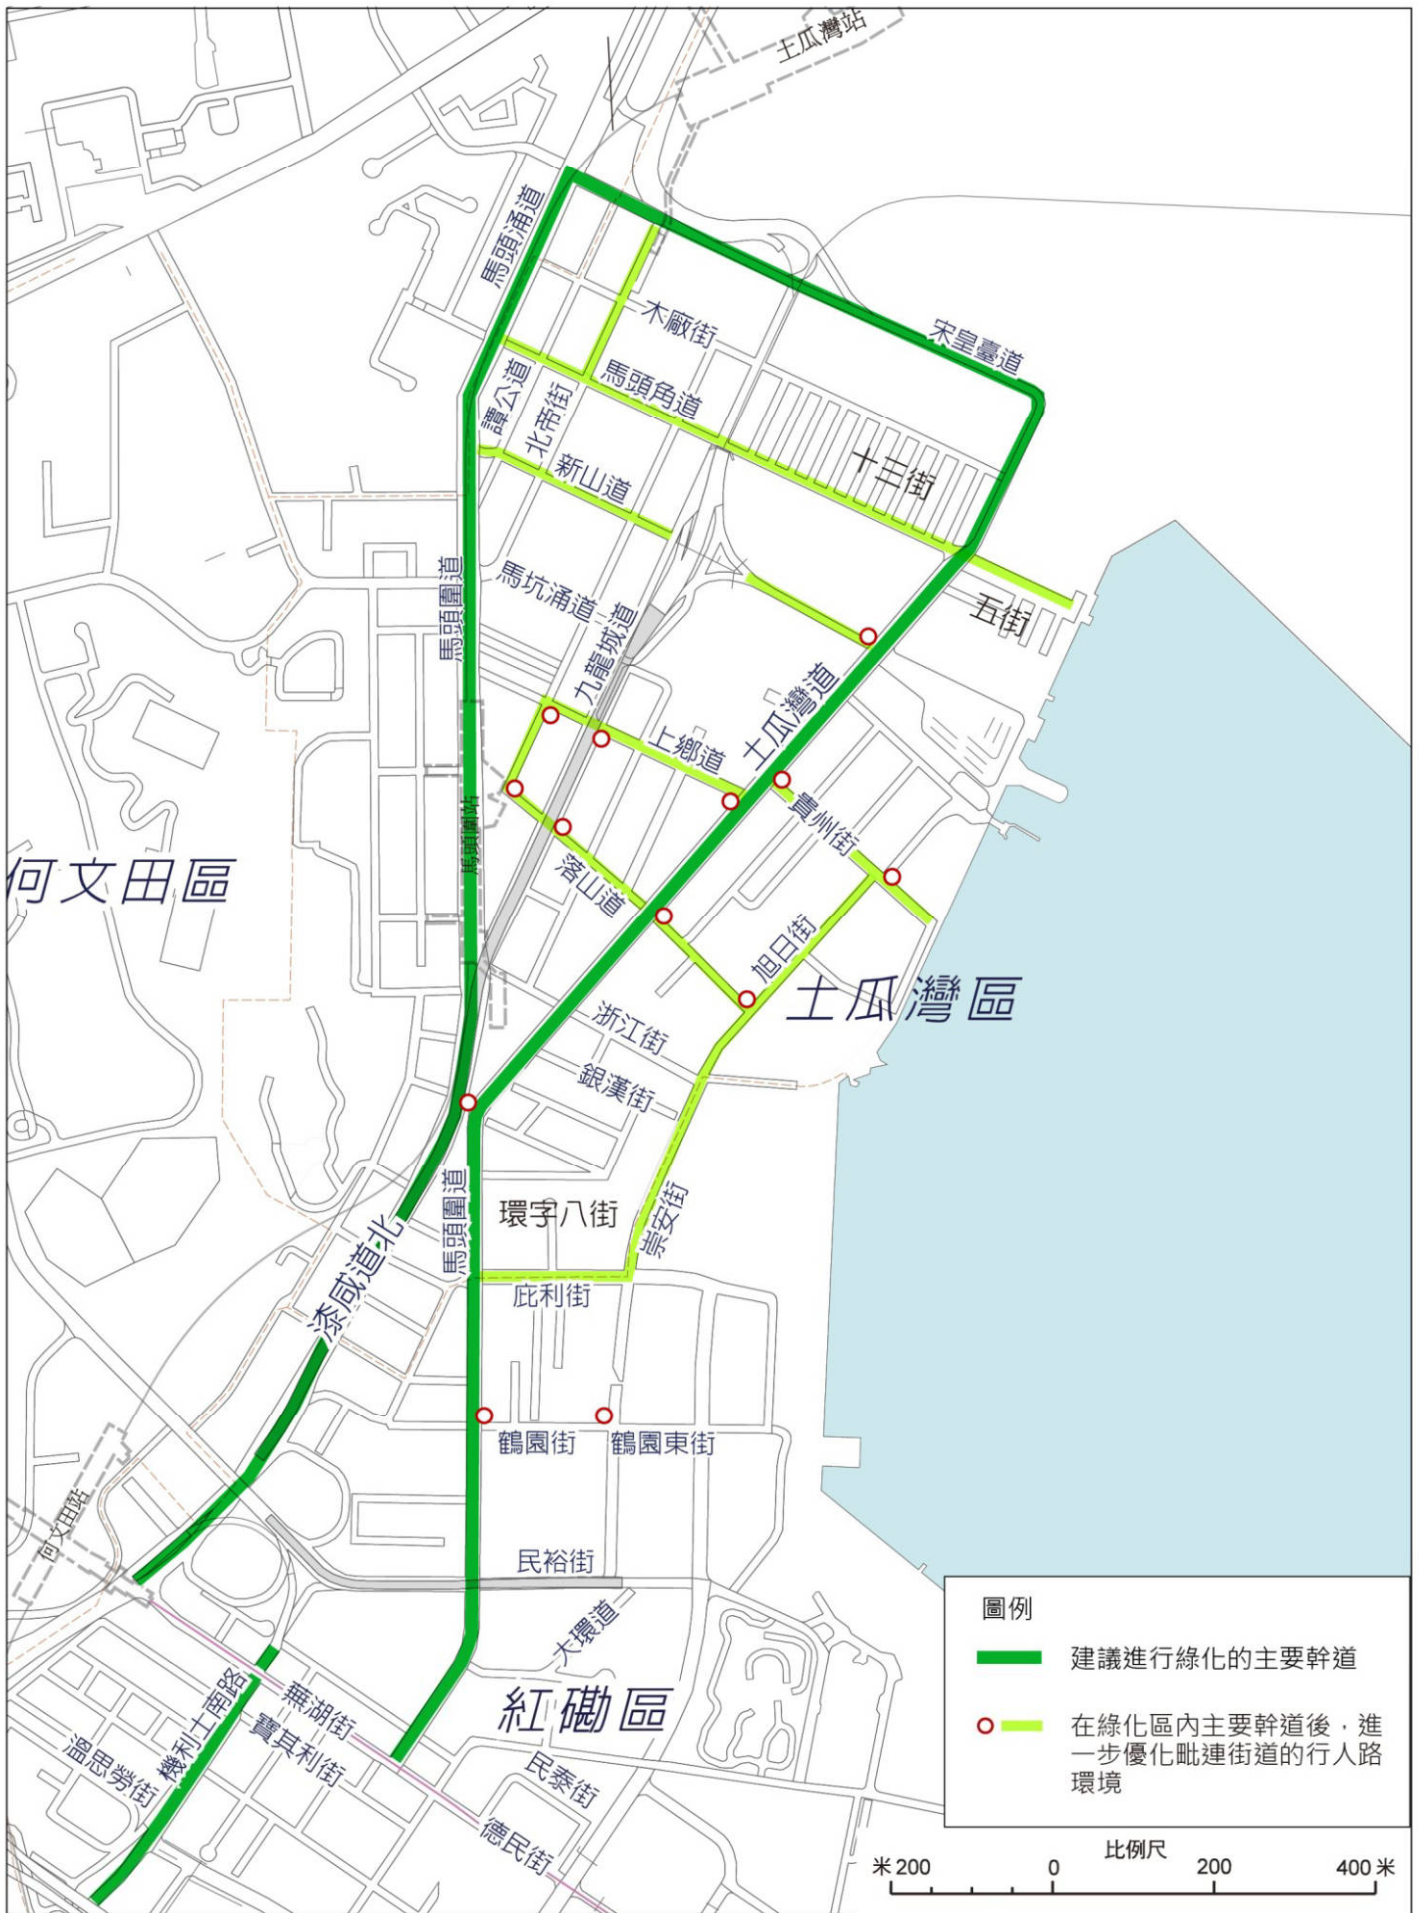 土瓜灣站
馬頭涌道
木廠街
宋皇臺道
譚公道
北帝街
馬頭角道
十三街
新山道
馬頭圍道
馬坑涌道
九龍城道
五街
上鄉道
土瓜灣道
貴州街
馬頭圍站
何文田區
落山道
旭日街
土瓜灣區
浙江街
銀漢街
馬頭圍道
環字八街
崇安街
漆咸道北
庇利街
鶴園街
鶴園東街
何文田站
民裕街
大環道
機利士南路
蕪湖街
寶其利街
紅磡區
溫思勞街
民泰街
德民街
圖例
建議進行綠化的主要幹道
在綠化區內主要幹道後，進
一步優化毗連街道的行人路
環境
比例尺
米 200 0 200 400 米